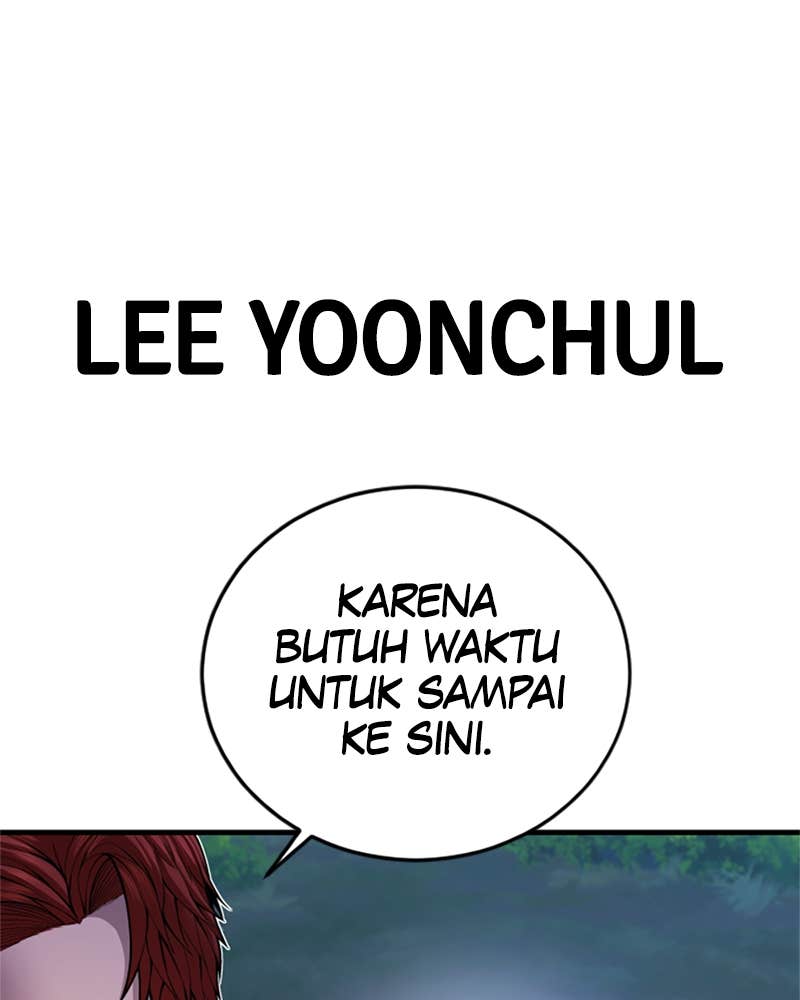 LEE YOONCHUL
KARENA
BUTUH WAKTU
UNTUK SAMPAI
KE SINI.